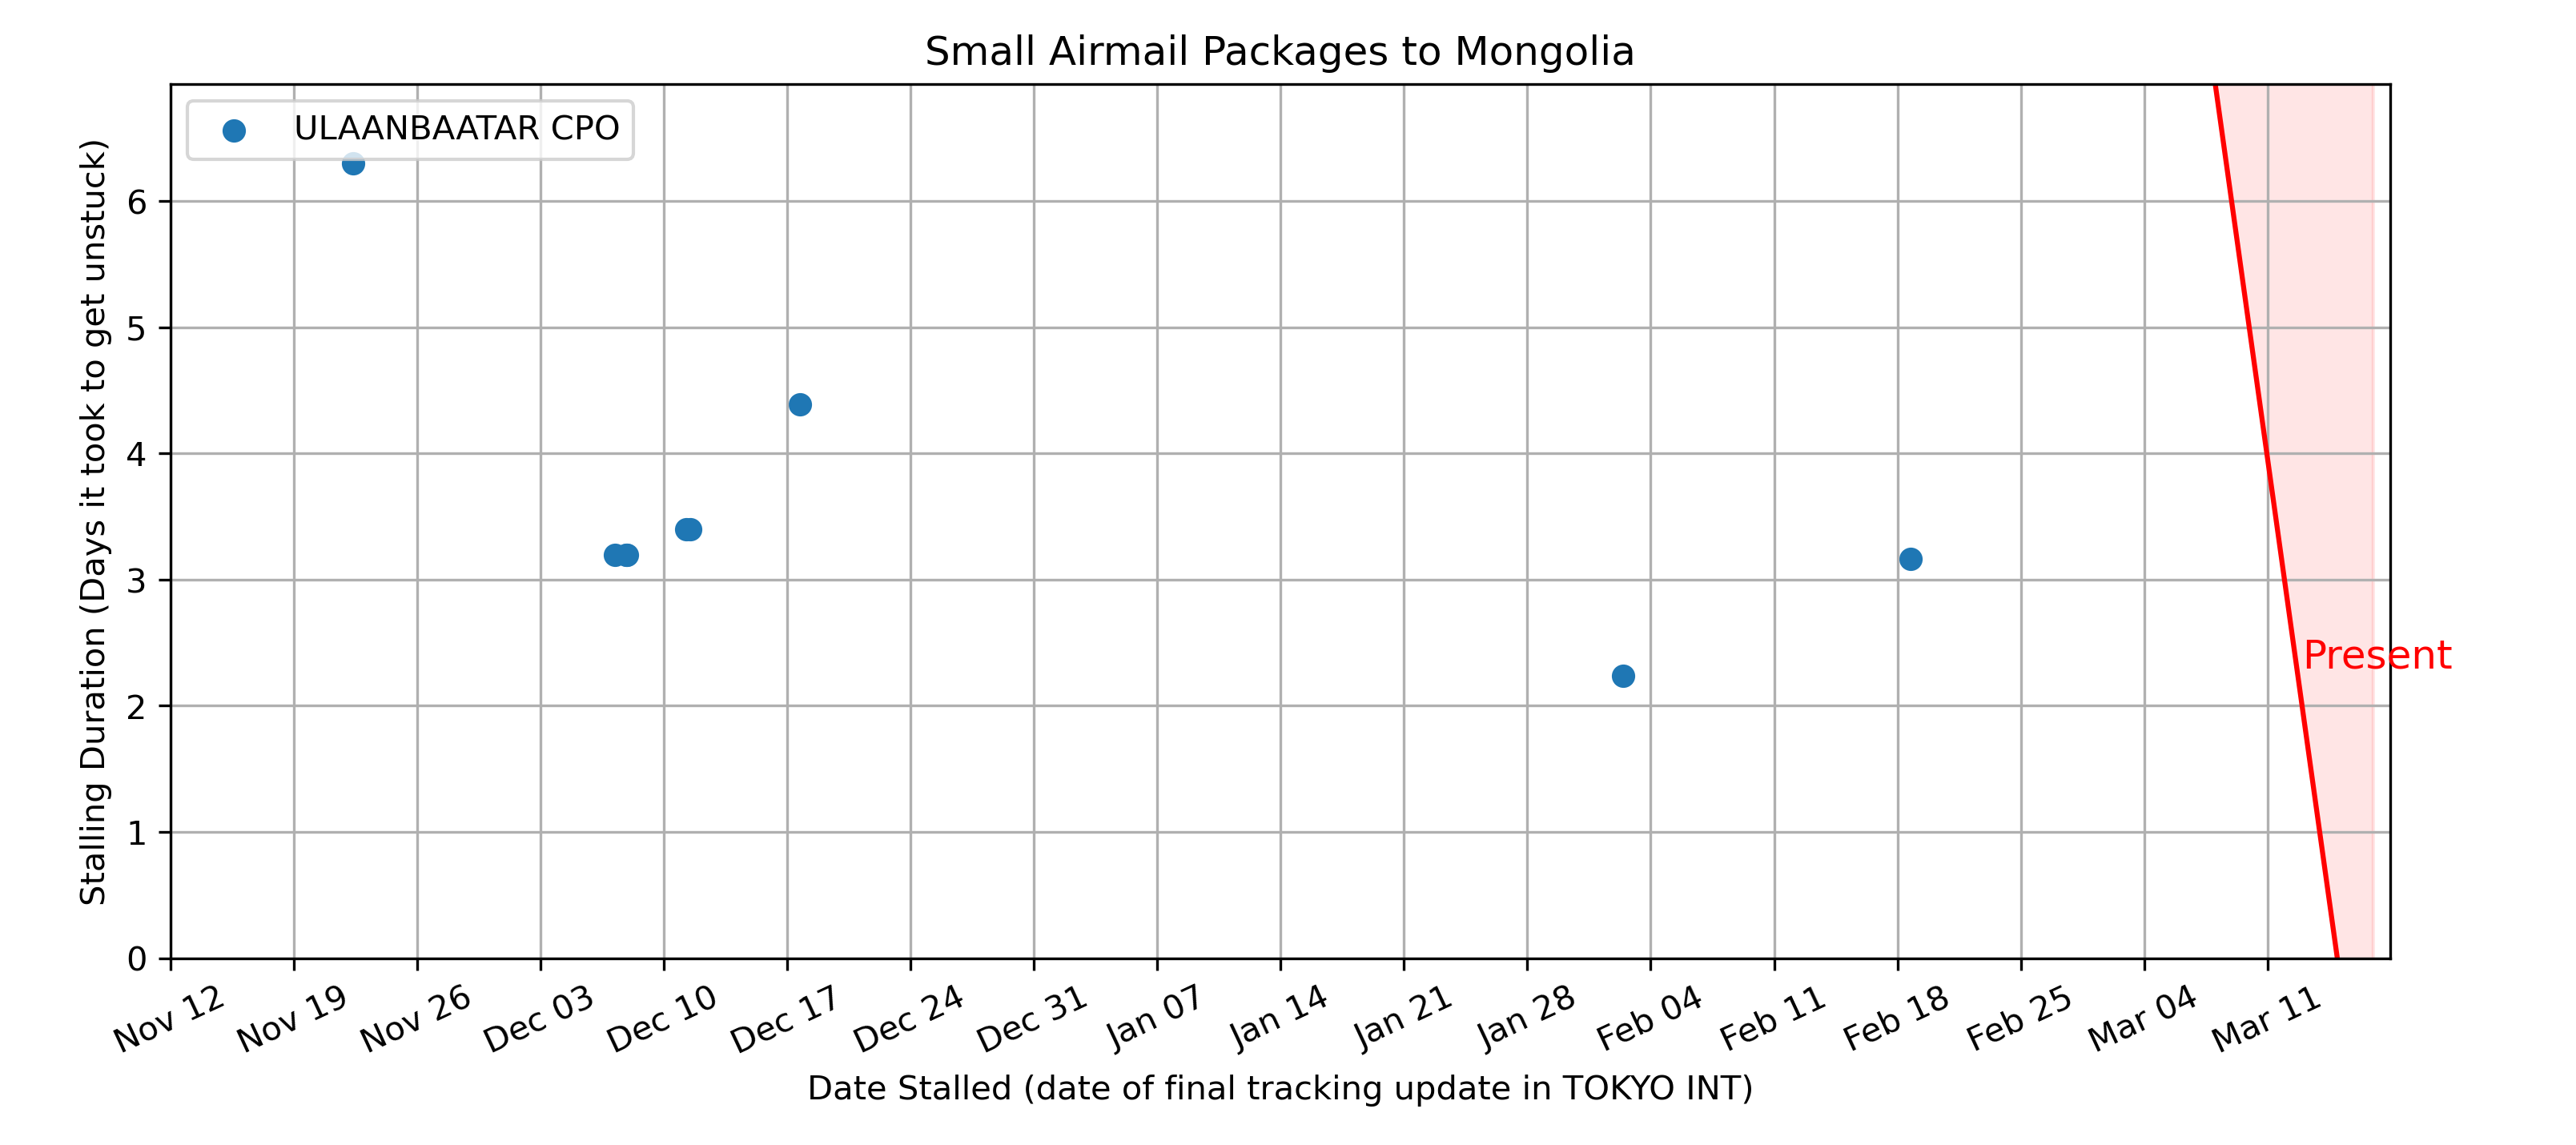 Small Airmail Packages to Mongolia
ULAANBAATAR CPO
Stalling Duration (Days it took to get unstuck)
6
5
4
3
2
1
0
Present
Nov 12
Nov 19
Nov 26
Dec 03
Dec 10
Dec 17
Dec 24
Dec 31
Jan 07
Jan 14
Jan 21
Jan 28
Feb 04
Feb 11
Feb 18
Feb 25
Mar 04
Mar 11
Date Stalled (date of final tracking update in TOKYO INT)